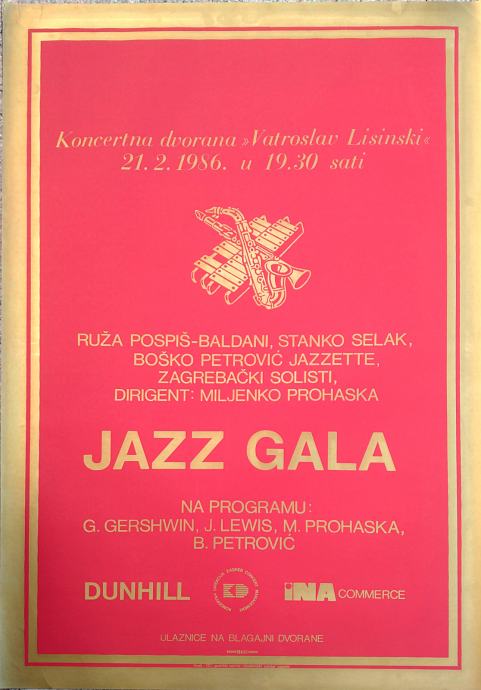 Koncertna dvorana »Vatroslav Lisinski«
21. 2. 1986. u 19.30 sati
RUŽA POSPIŠ-BALDANI, STANKO SELAK,
BOŠKO PETROVIĆ JAZZETTE,
ZAGREBAČKI SOLISTI,
DIRIGENT: MILJENKO PROHASKA
JAZZ GALA
NA PROGRAMU:
G. GERSHWIN, J. LEWIS, M. PROHASKA,
B. PETROVIĆ
DUNHILL
KD
INA COMMERCE
ULAZNICE NA BLAGAJNI DVORANE